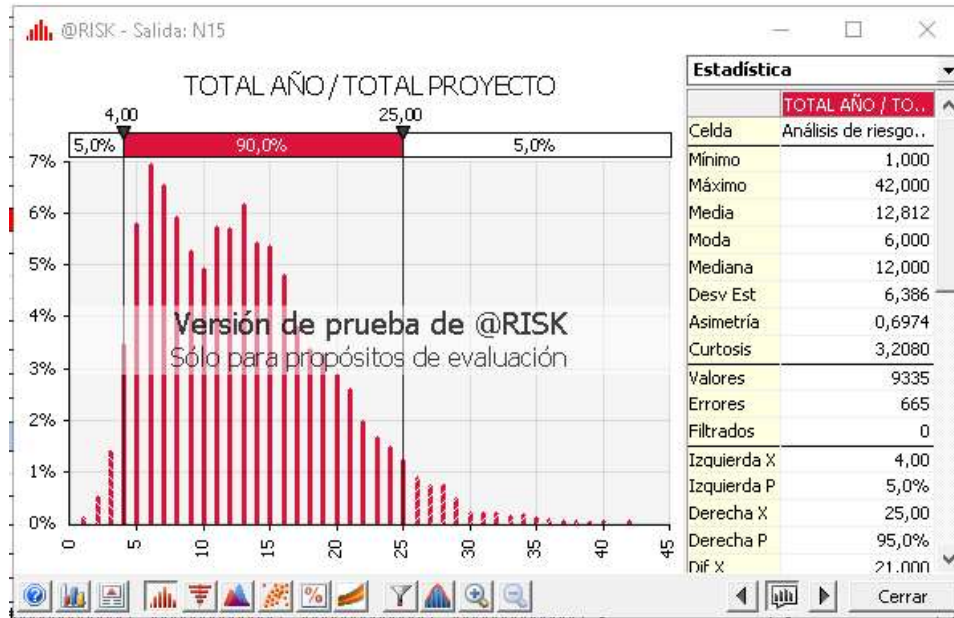 @RISK - Salida: N15
TOTAL AÑO / TOTAL PROYECTO
4,00 25,00
5,0% 90,0% 5,0%
7%
6%
5%
4%
3%
2%
1%
0%
0 5 10 15 20 25 30 35 40 45
Versión de prueba de @RISK
Sólo para propósitos de evaluación
Estadística
TOTAL AÑO / TO..
Celda Análisis de riesgo..
Mínimo 1,000
Máximo 42,000
Media 12,812
Moda 6,000
Mediana 12,000
Desv Est 6,386
Asimetría 0,6974
Curtosis 3,2080
Valores 9335
Errores 665
Filtrados 0
Izquierda X 4,00
Izquierda P 5,0%
Derecha X 25,00
Derecha P 95,0%
Dif X 21,000
Cerrar